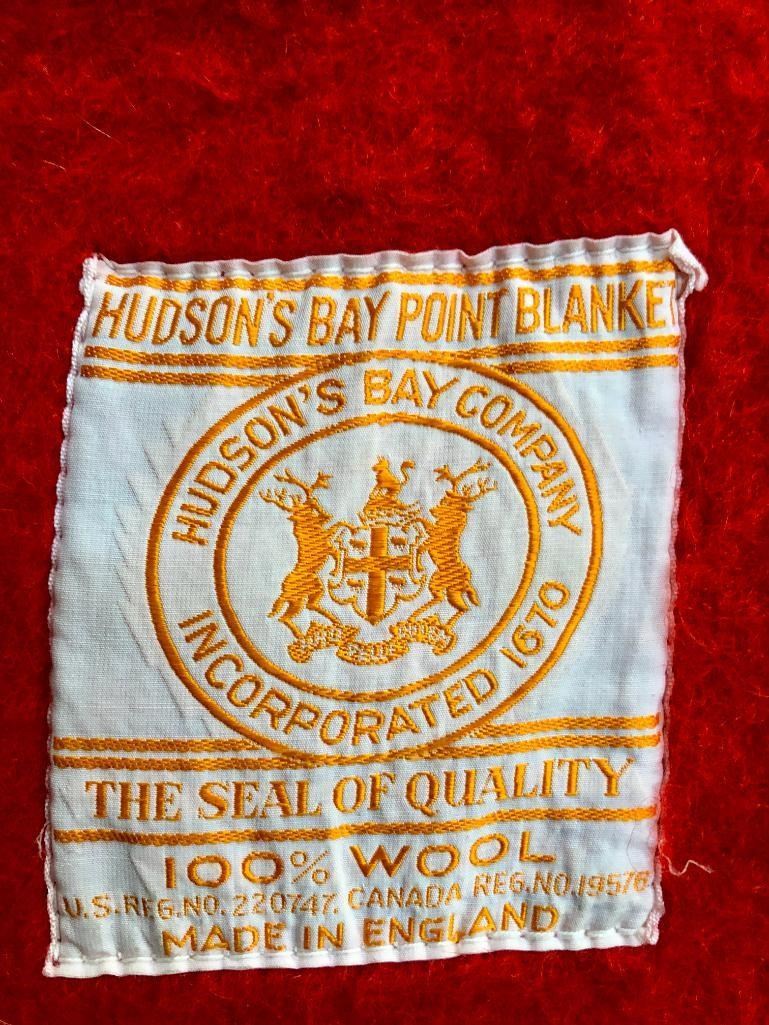 HUDSON'S BAY POINT BLANKET
HUDSON'S BAY COMPANY
INCORPORATED 1670
THE SEAL OF QUALITY
100% WOOL
U.S.REG.NO.220747. CANADA REG.NO.19576
MADE IN ENGLAND